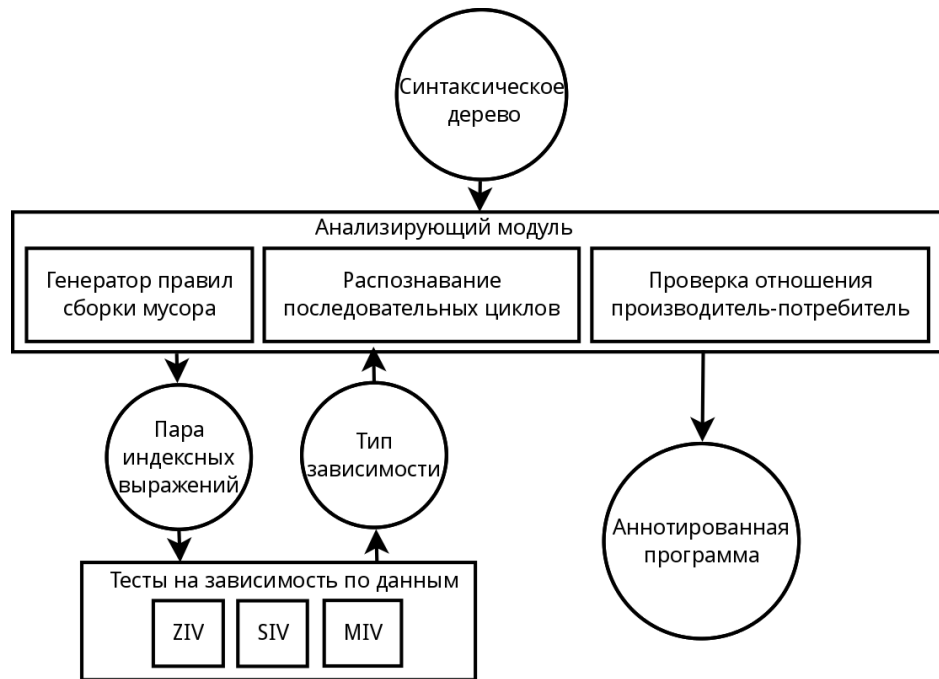 Синтаксическое
дерево
Анализирующий модуль
Генератор правил
сборки мусора
Распознавание
последовательных циклов
Проверка отношения
производитель-потребитель
Пара
индексных
выражений
Тип
зависимости
Аннотированная
программа
Тесты на зависимость по данным
ZIV
SIV
MIV